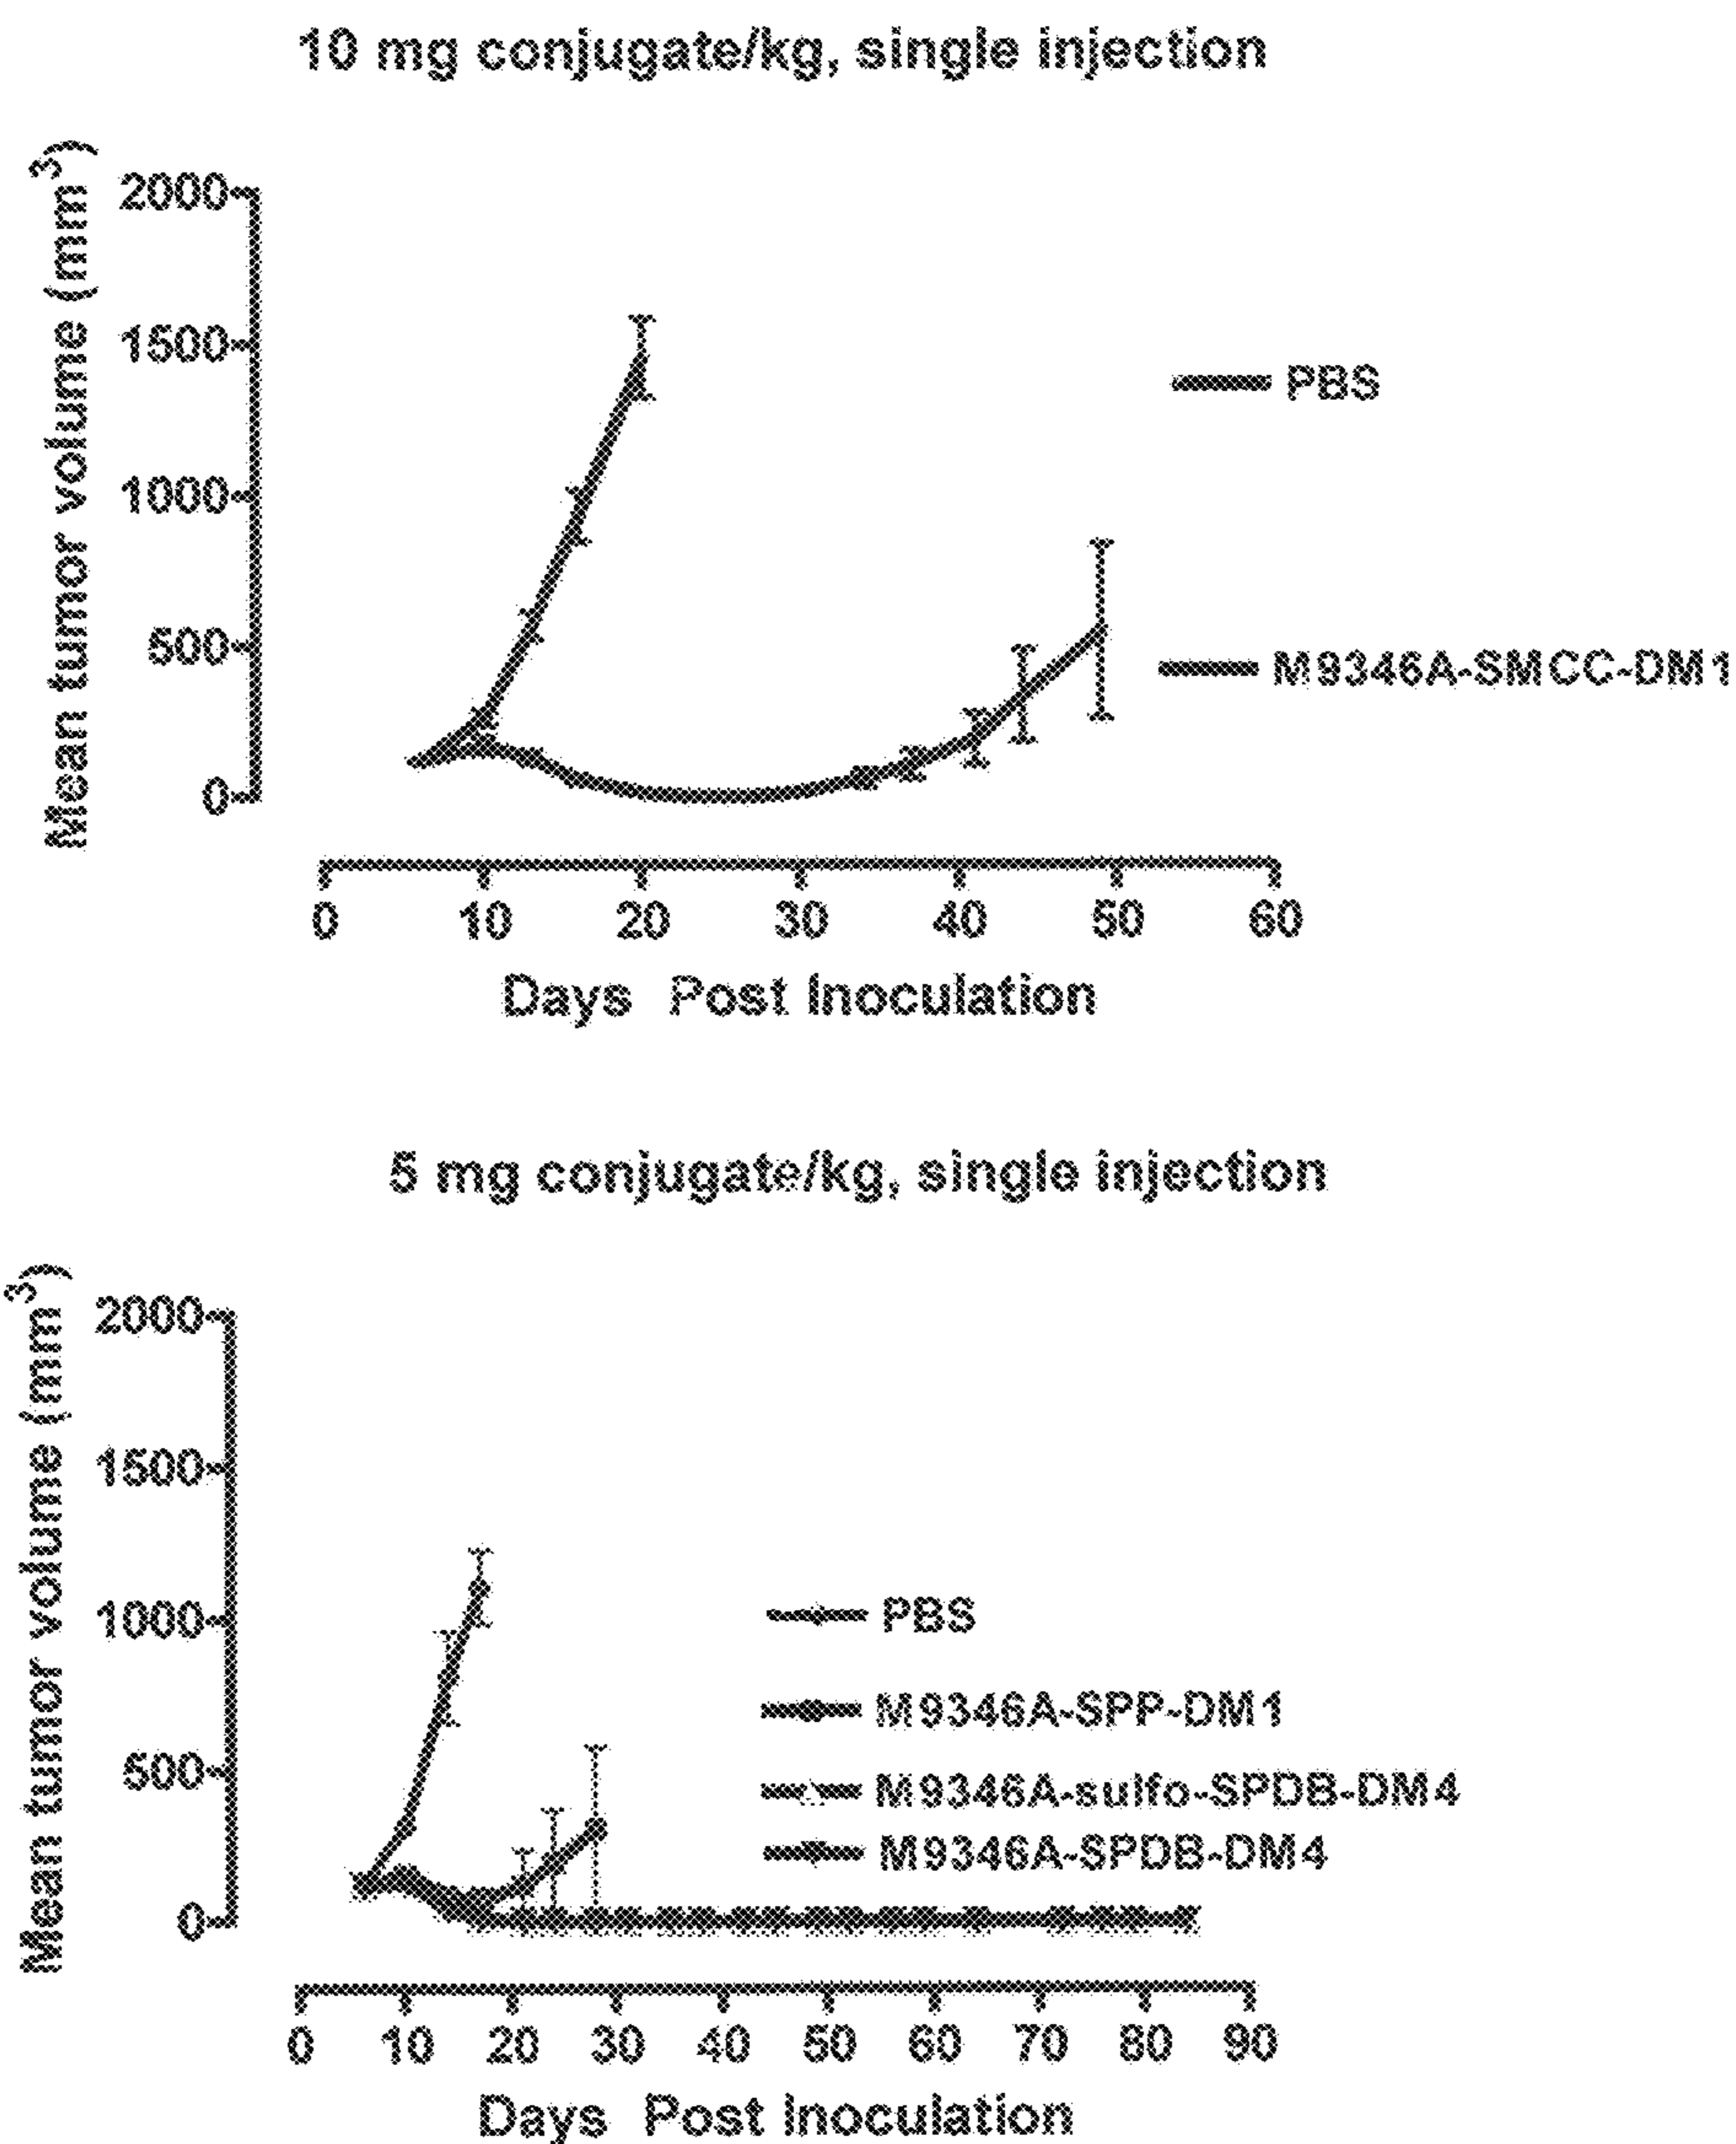 10 mg conjugate/kg, single injection
Mean tumor volume (mm³)
2000
1500
1000
500
0
PBS
M9346A-SMCC-DM1
0 10 20 30 40 50 60
Days Post Inoculation
5 mg conjugate/kg, single injection
Mean tumor volume (mm³)
2000
1500
1000
500
0
PBS
M9346A-SPP-DM1
M9346A-sulfo-SPDB-DM4
M9346A-SPDB-DM4
0 10 20 30 40 50 60 70 80 90
Days Post Inoculation